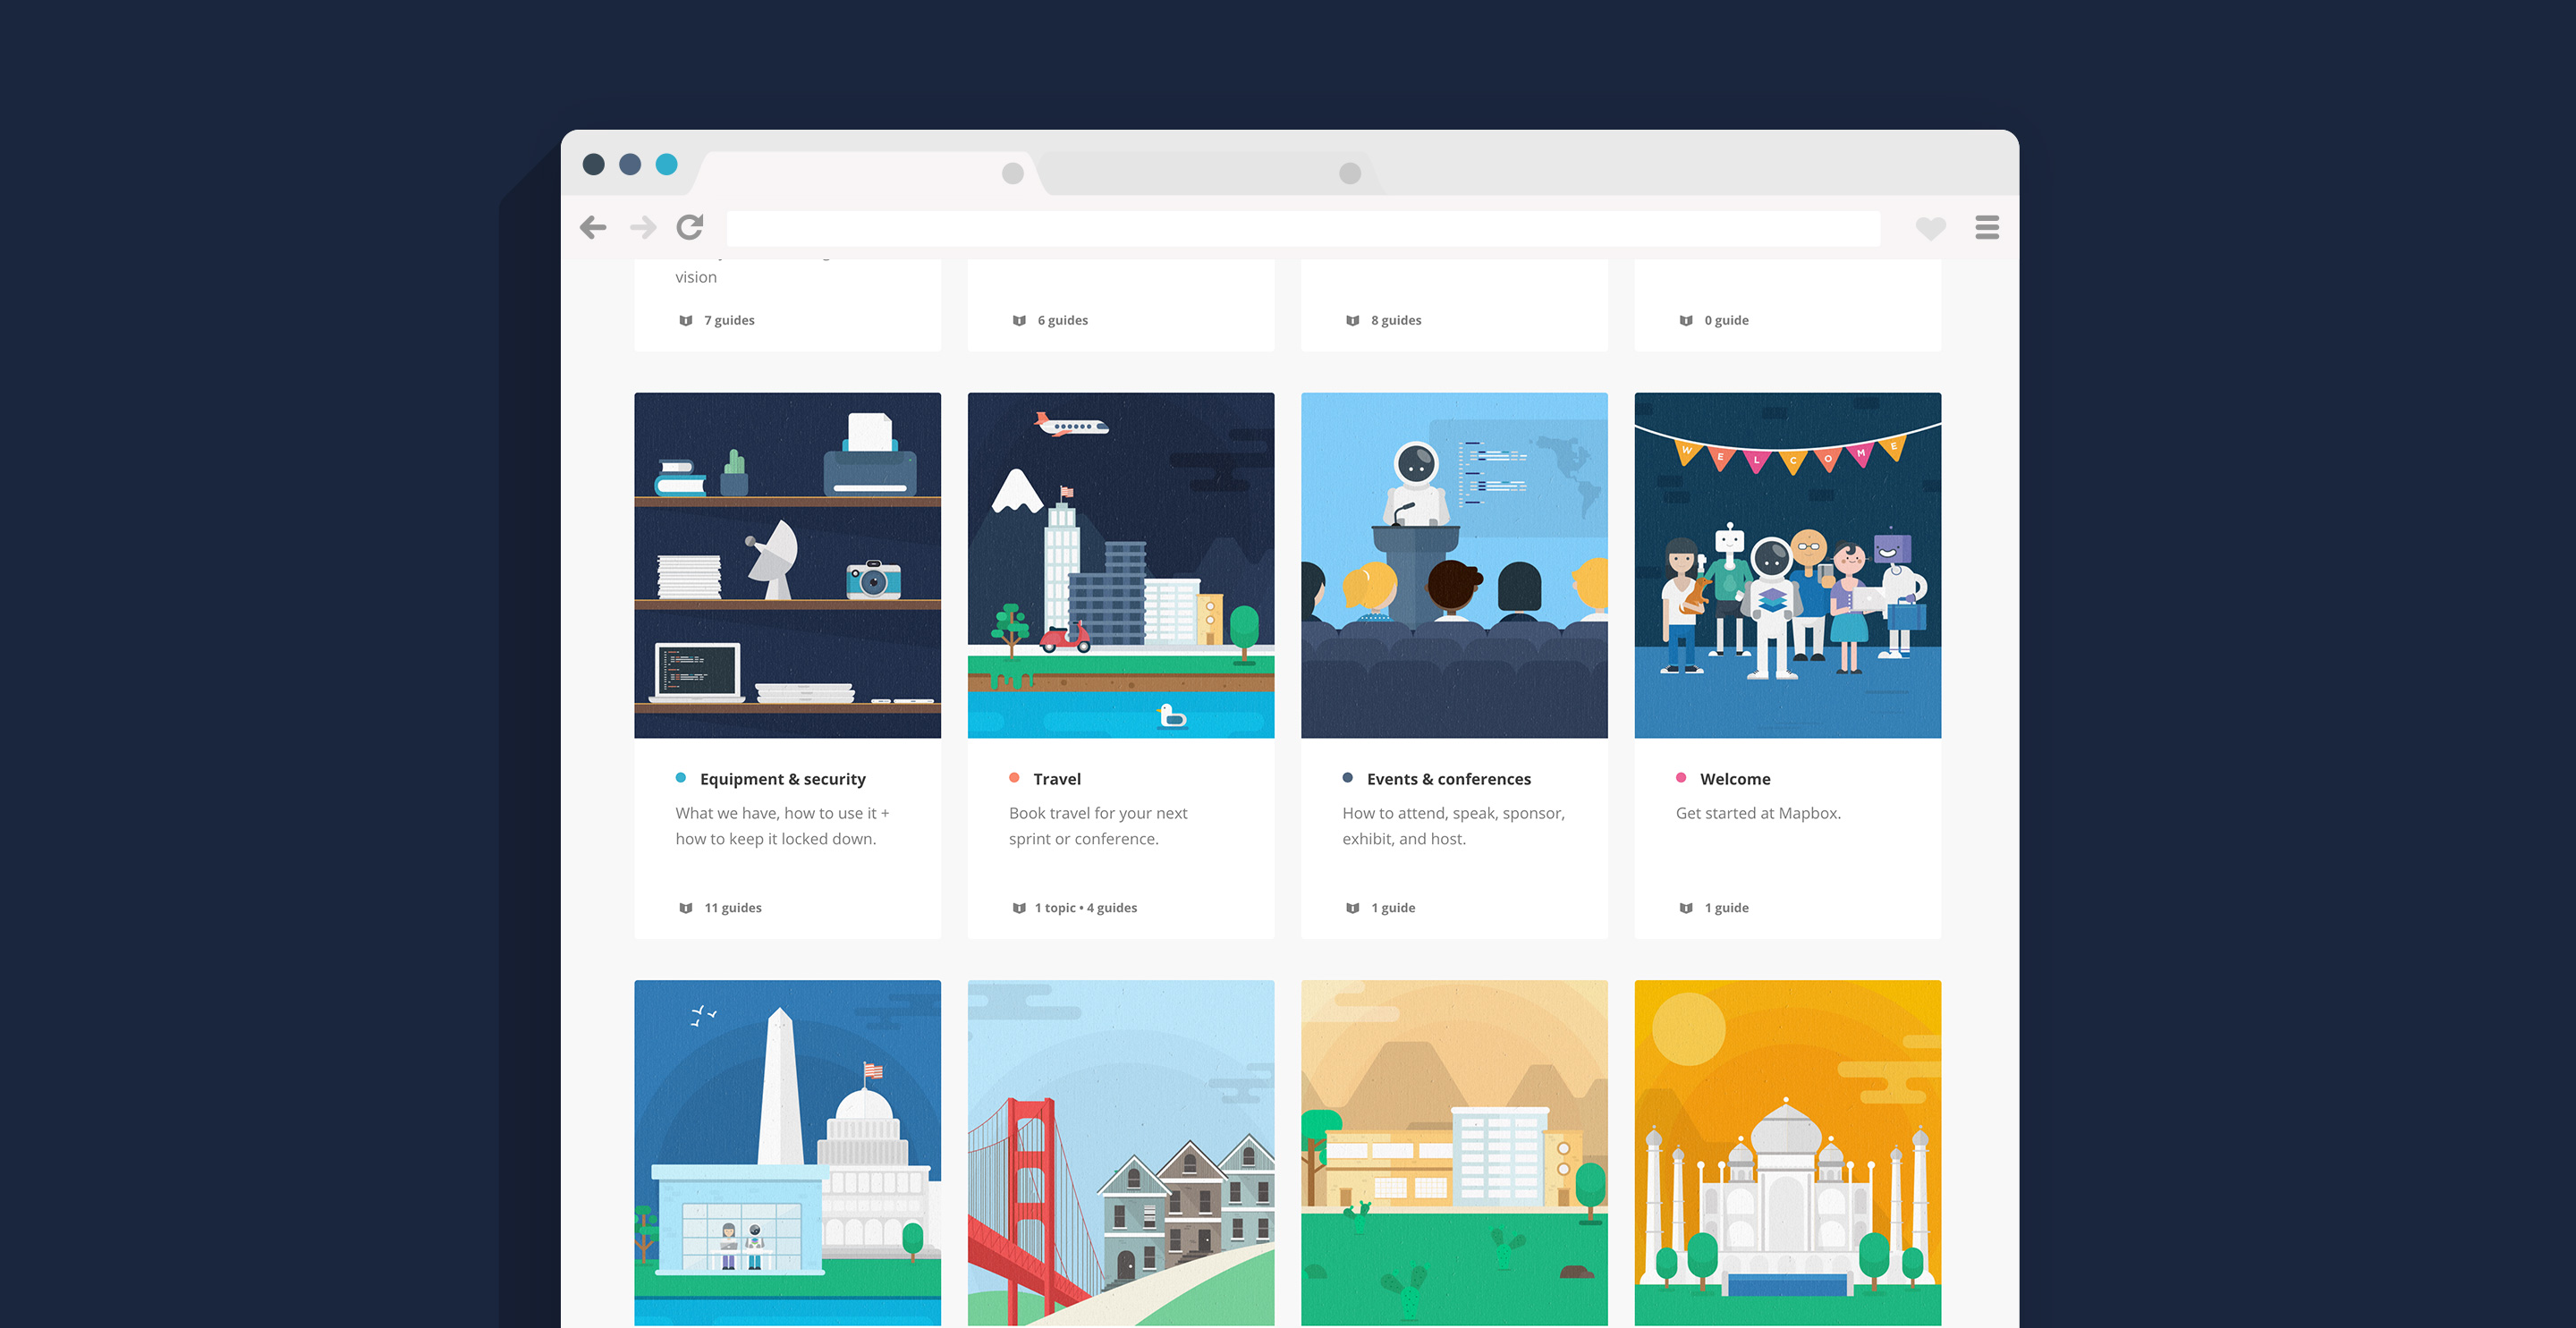 vision
7 guides
6 guides
8 guides
0 guide
WELCOME
Equipment & security
What we have, how to use it +
how to keep it locked down.
11 guides
Travel
Book travel for your next
sprint or conference.
1 topic • 4 guides
Events & conferences
How to attend, speak, sponsor,
exhibit, and host.
1 guide
Welcome
Get started at Mapbox.
1 guide